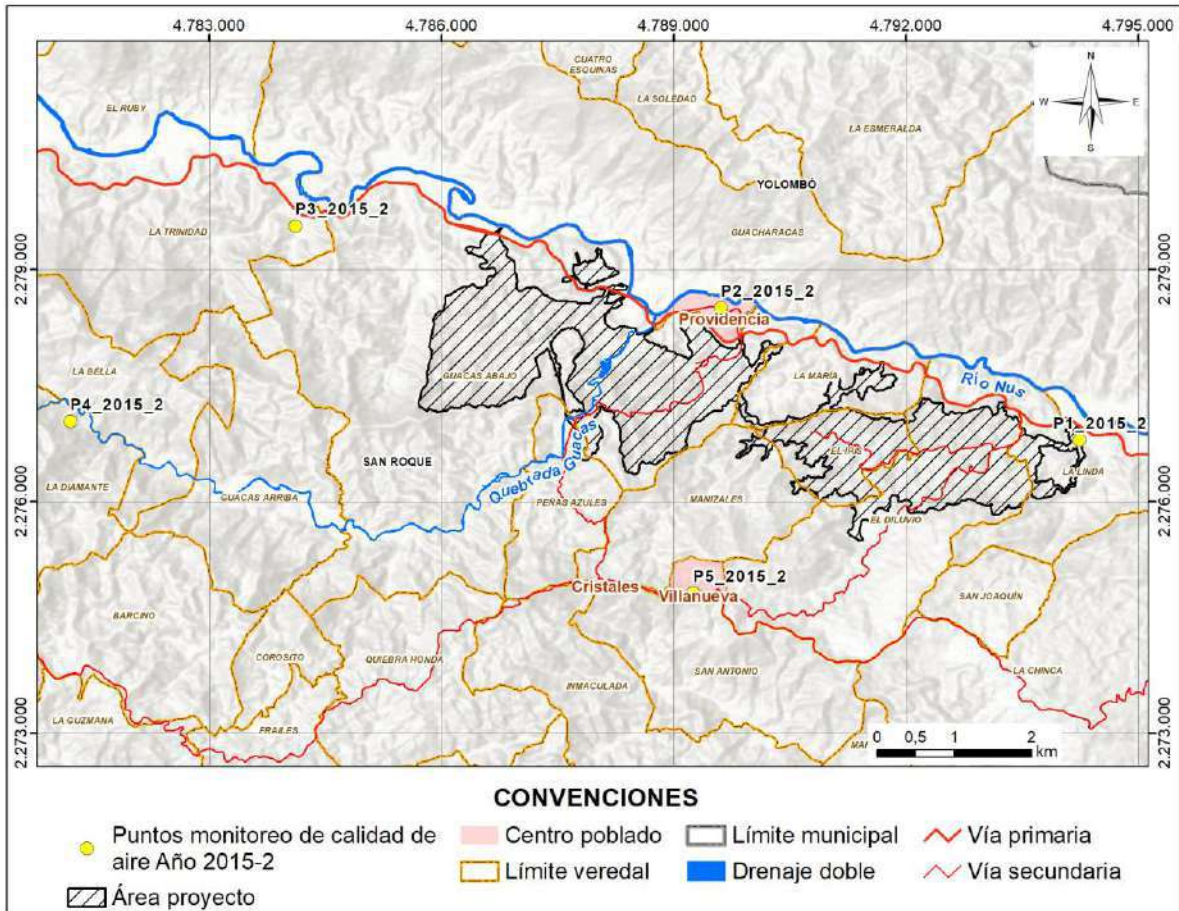 4.783.000
4.786.000
4.789.000
4.792.000
4.795.000
CUATRO
ESQUINAS
LA SOLEDAD
EL RUBY
LA ESMERALDA
N
W
E
S
YOLOMBÓ
P3_2015_2
LA TRINIDAD
GUACHARACAS
2.279.000
2.279.000
P2_2015_2
Providencia
LA BELLA
GUACAS ABAJO
LA MARÍA
Río Nus
P4_2015_2
P1_2015_2
SAN ROQUE
Quebrada Guacas
EL IRIS
LA LINDA
LA DIAMANTE
GUACAS ARRIBA
PEÑAS AZULES
MANIZALES
2.276.000
2.276.000
EL DILUVIO
P5_2015_2
Cristales
Villanueva
SAN JOAQUÍN
BARCINO
COROSITO
QUIEBRA HONDA
INMACULADA
SAN ANTONIO
LA CHINCA
LA GUZMANA
FRAILES
2.273.000
2.273.000
0 0,5 1 2
km
CONVENCIONES
Puntos monitoreo de calidad de
aire Año 2015-2
Área proyecto
Centro poblado
Límite veredal
Límite municipal
Drenaje doble
Vía primaria
Vía secundaria